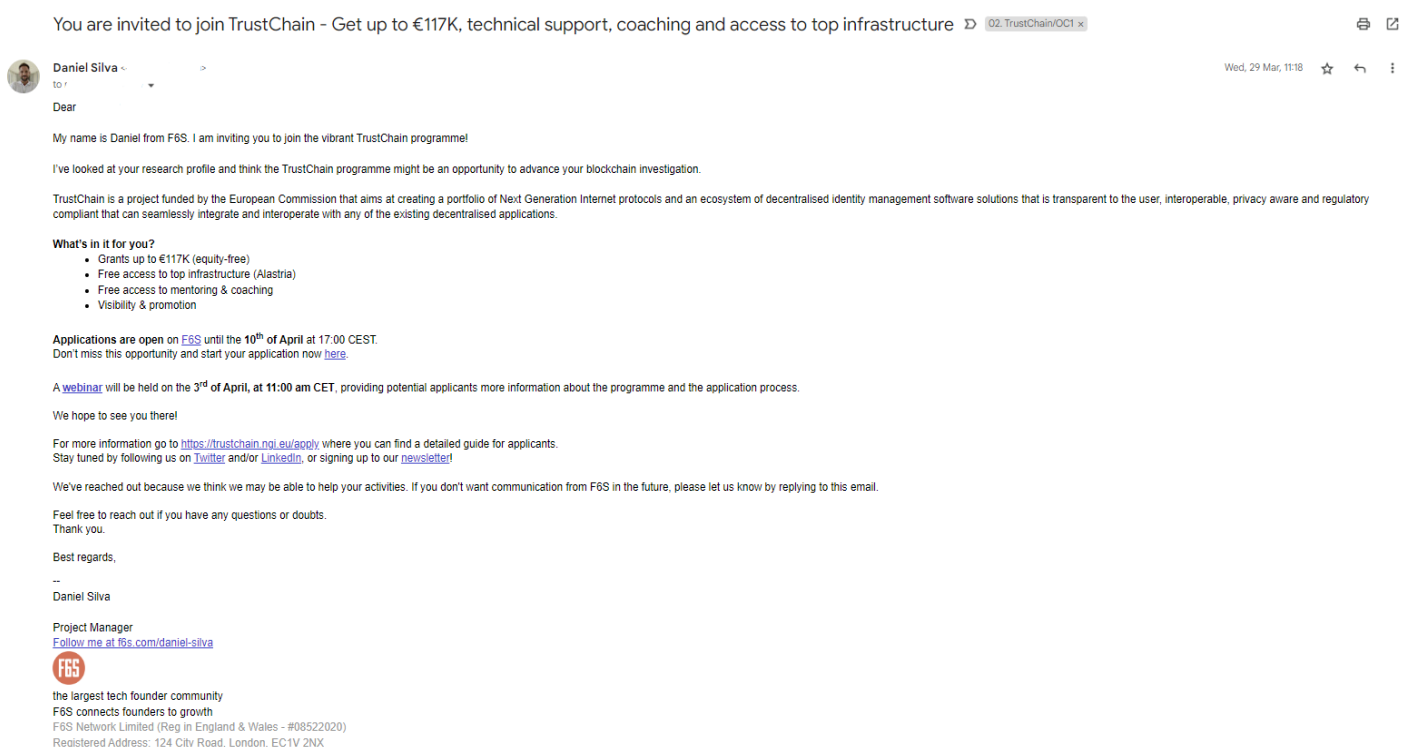 You are invited to join TrustChain - Get up to €117K, technical support, coaching and access to top infrastructure 02. TrustChain/OC1 ×
Daniel Silva < > Wed, 29 Mar, 11:18
to
Dear
My name is Daniel from F6S. I am inviting you to join the vibrant TrustChain programme!
I've looked at your research profile and think the TrustChain programme might be an opportunity to advance your blockchain investigation.
TrustChain is a project funded by the European Commission that aims at creating a portfolio of Next Generation Internet protocols and an ecosystem of decentralised identity management software solutions that is transparent to the user, interoperable, privacy aware and regulatory
compliant that can seamlessly integrate and interoperate with any of the existing decentralised applications.
What's in it for you?
• Grants up to €117K (equity-free)
• Free access to top infrastructure (Alastria)
• Free access to mentoring & coaching
• Visibility & promotion
Applications are open on F6S until the 10th of April at 17:00 CEST.
Don't miss this opportunity and start your application now here.
A webinar will be held on the 3rd of April, at 11:00 am CET, providing potential applicants more information about the programme and the application process.
We hope to see you there!
For more information go to https://trustchain.ngi.eu/apply where you can find a detailed guide for applicants.
Stay tuned by following us on Twitter and/or LinkedIn, or signing up to our newsletter!
We've reached out because we think we may be able to help your activities. If you don't want communication from F6S in the future, please let us know by replying to this email.
Feel free to reach out if you have any questions or doubts.
Thank you.
Best regards,
--
Daniel Silva
Project Manager
Follow me at f6s.com/daniel-silva
F6S
the largest tech founder community
F6S connects founders to growth
F6S Network Limited (Reg in England & Wales - #08522020)
Registered Address: 124 City Road, London, EC1V 2NX